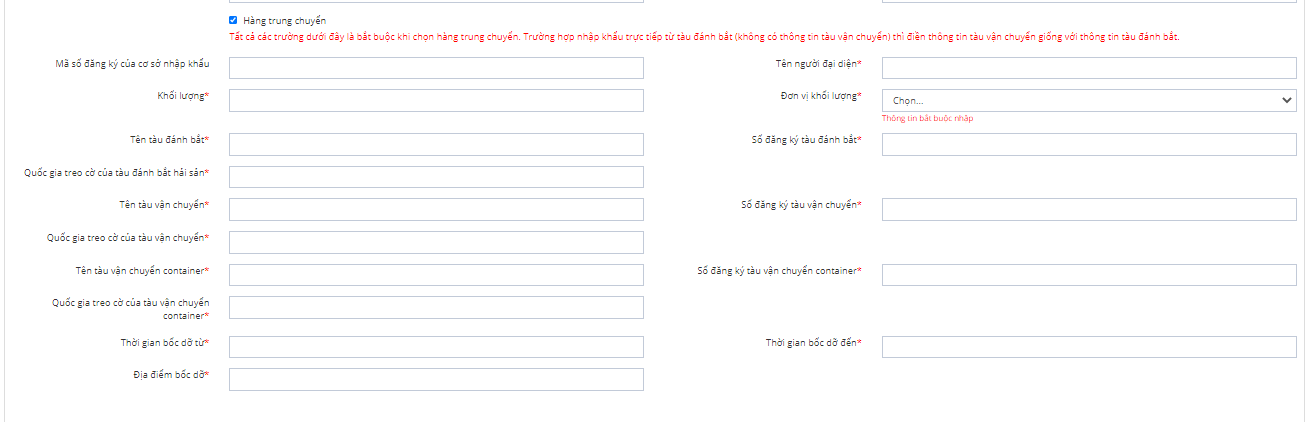 Hàng trung chuyển
Tất cả các trường dưới đây là bắt buộc khi chọn hàng trung chuyển. Trường hợp nhập khẩu trực tiếp từ tàu đánh bắt (không có thông tin tàu vận chuyển) thì điền thông tin tàu vận chuyển giống với thông tin tàu đánh bắt.
Mã số đăng ký của cơ sở nhập khẩu
Tên người đại diện*
Khối lượng*
Đơn vị khối lượng*
Chọn...
Thông tin bắt buộc nhập
Tên tàu đánh bắt*
Số đăng ký tàu đánh bắt*
Quốc gia treo cờ của tàu đánh bắt hải sản*
Tên tàu vận chuyển*
Số đăng ký tàu vận chuyển*
Quốc gia treo cờ của tàu vận chuyển*
Tên tàu vận chuyển container*
Số đăng ký tàu vận chuyển container*
Quốc gia treo cờ của tàu vận chuyển
container*
Thời gian bốc dỡ từ*
Thời gian bốc dỡ đến*
Địa điểm bốc dỡ*